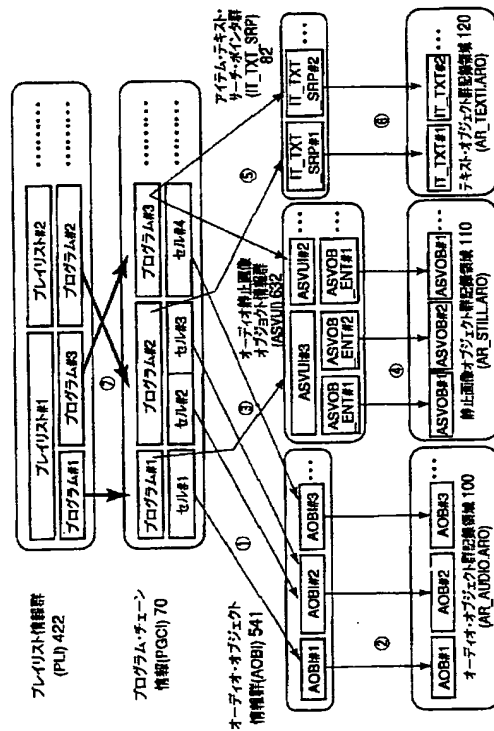 プレイリスト情報群
(PLI) 422
プレイリスト#1
プレイリスト#2
………
プログラム#1
プログラム#3
プログラム#2
………
⑦
プログラム・チェーン
情報(PGCI) 70
プログラム#1
プログラム#2
プログラム#3
………
セル#1
セル#2
セル#3
セル#4
………
①
③
⑤
オーディオ・オブジェクト
情報群(AOBI) 541
AOBI#1
AOBI#2
AOBI#3
…
オーディオ静止画像
オブジェクト情報群
(ASVUI) 632
ASVUI#3
ASVUI#2
…
ASVOB
_ENT#1
ASVOB
_ENT#2
ASVOB
_ENT#1
…
アイテム・テキスト
サーチ・ポインタ群
(IT_TXT_SRP)
82
IT_TXT
SRP#1
IT_TXT
SRP#2
…
②
④
⑥
AOB#1
AOB#2
AOB#3
…
オーディオ・オブジェクト群記録領域 100
(AR_AUDIO.ARO)
ASVOB#1
ASVOB#2
ASVOB#1
…
静止画像オブジェクト群記録領域 110
(AR_STILL.ARO)
IT_TXT#1
IT_TXT#2
…
テキスト・オブジェクト群記録領域 120
(AR_TEXTI.ARO)